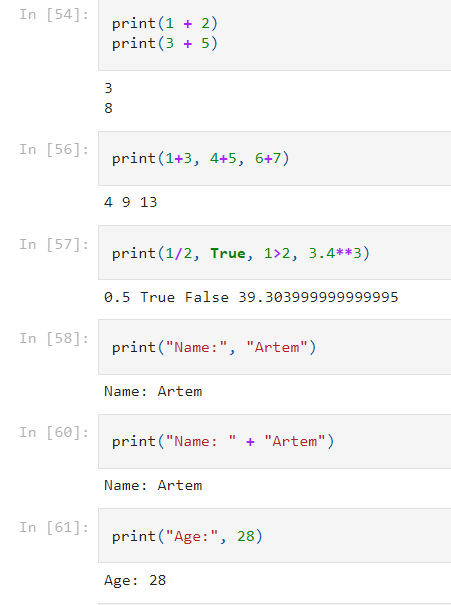 In [54]:
print(1 + 2)
print(3 + 5)
3
8
In [56]:
print(1+3, 4+5, 6+7)
4 9 13
In [57]:
print(1/2, True, 1>2, 3.4**3)
0.5 True False 39.303999999999995
In [58]:
print("Name:", "Artem")
Name: Artem
In [60]:
print("Name: " + "Artem")
Name: Artem
In [61]:
print("Age:", 28)
Age: 28